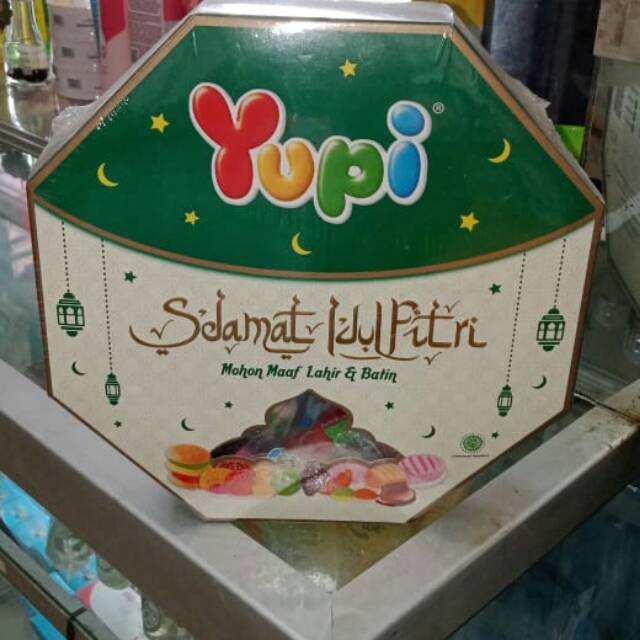 Yupi®
Selamat Idul Fitri
Mohon Maaf Lahir & Batin